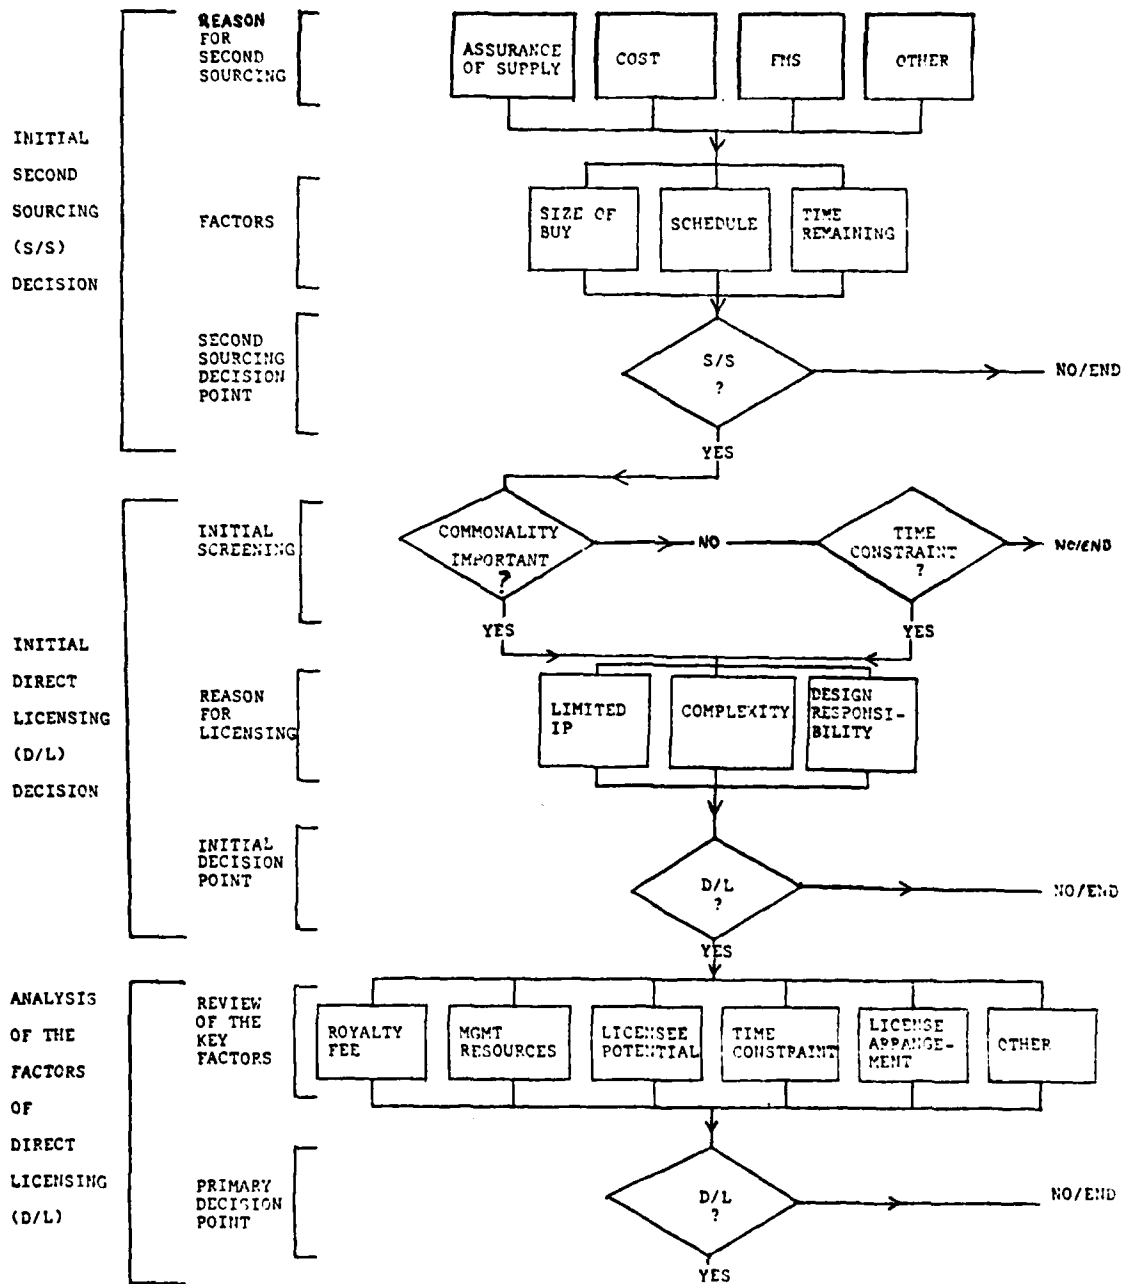 REASON
FOR
SECOND
SOURCING
ASSURANCE
OF SUPPLY
COST
FMS
OTHER
INITIAL
SECOND
SOURCING
(S/S)
DECISION
FACTORS
SIZE OF
BUY
SCHEDULE
TIME
REMAINING
SECOND
SOURCING
DECISION
POINT
S/S
?
NO/END
YES
INITIAL
SCREENING
COMMONALITY
IMPORTANT
?
NO
TIME
CONSTRAINT
?
NO/END
YES
YES
INITIAL
DIRECT
LICENSING
(D/L)
DECISION
REASON
FOR
LICENSING
LIMITED
IP
COMPLEXITY
DESIGN
RESPONSI-
BILITY
INITIAL
DECISION
POINT
D/L
?
NO/END
YES
ANALYSIS
OF THE
FACTORS
OF
DIRECT
LICENSING
(D/L)
REVIEW
OF THE
KEY
FACTORS
ROYALTY
FEE
MGMT
RESOURCES
LICENSEE
POTENTIAL
TIME
CONSTRAINT
LICENSE
ARRANGE-
MENT
OTHER
PRIMARY
DECISION
POINT
D/L
?
NO/END
YES